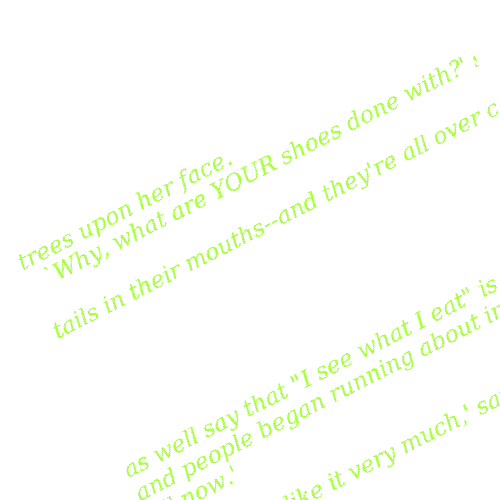 trees upon her face.
`Why, what are YOUR shoes done with?'
tails in their mouths--and they're all over
as well say that "I see what I eat" is
and people began running about
now.'
like it very much,'